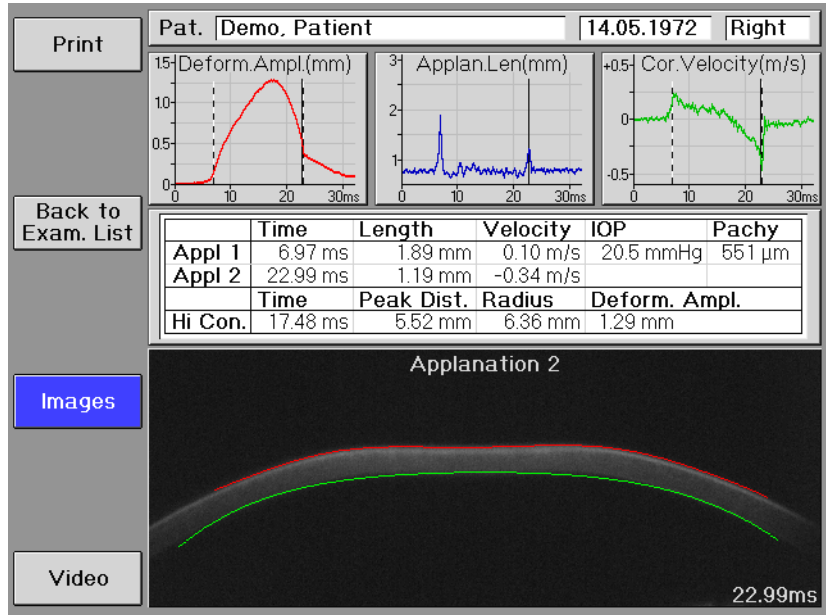 Print
Pat. Demo, Patient 14.05.1972 Right
Deform.Ampl.(mm)
15
10
0.5
0
0 10 20 30ms
Applan.Len(mm)
3
2
1
0 10 20 30ms
Cor.Velocity(m/s)
+0.5
0
-0.5
0 10 20 30ms
Back to
Exam. List
Time Length Velocity IOP Pachy
Appl 1 6.97 ms 1.89 mm 0.10 m/s 20.5 mmHg 551 µm
Appl 2 22.99 ms 1.19 mm -0.34 m/s
Time Peak Dist. Radius Deform. Ampl.
Hi Con. 17.48 ms 5.52 mm 6.36 mm 1.29 mm
Images
Applanation 2
Video
22.99ms